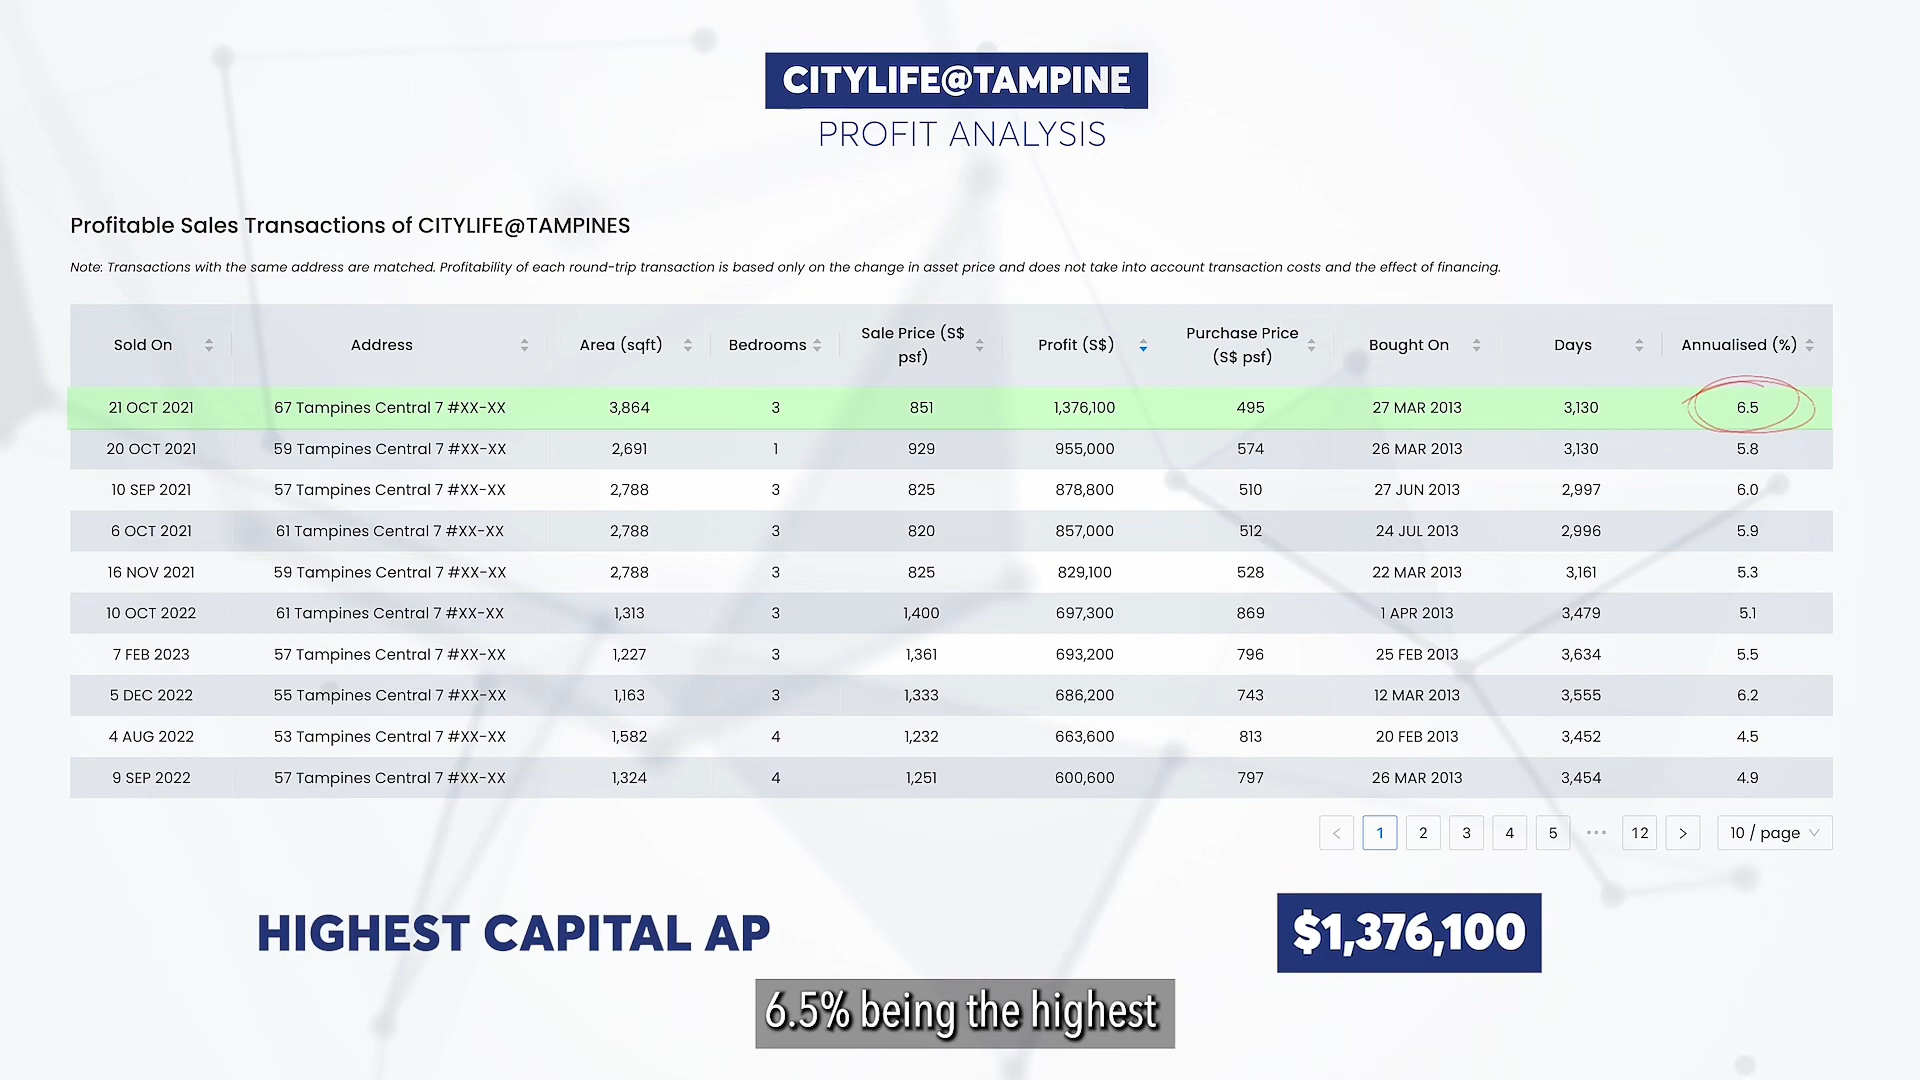 CITYLIFE@TAMPINE
PROFIT ANALYSIS
Profitable Sales Transactions of CITYLIFE@TAMPINES
Note: Transactions with the same address are matched. Profitability of each round-trip transaction is based only on the change in asset price and does not take into account transaction costs and the effect of financing.
Sold On Address Area (sqft) Bedrooms Sale Price (S$ psf) Profit (S$) Purchase Price (S$ psf) Bought On Days Annualised (%)
21 OCT 2021 67 Tampines Central 7 #XX-XX 3,864 3 851 1,376,100 495 27 MAR 2013 3,130 6.5
20 OCT 2021 59 Tampines Central 7 #XX-XX 2,691 1 929 955,000 574 26 MAR 2013 3,130 5.8
10 SEP 2021 57 Tampines Central 7 #XX-XX 2,788 3 825 878,800 510 27 JUN 2013 2,997 6.0
6 OCT 2021 61 Tampines Central 7 #XX-XX 2,788 3 820 857,000 512 24 JUL 2013 2,996 5.9
16 NOV 2021 59 Tampines Central 7 #XX-XX 2,788 3 825 829,100 528 22 MAR 2013 3,161 5.3
10 OCT 2022 61 Tampines Central 7 #XX-XX 1,313 3 1,400 697,300 869 1 APR 2013 3,479 5.1
7 FEB 2023 57 Tampines Central 7 #XX-XX 1,227 3 1,361 693,200 796 25 FEB 2013 3,634 5.5
5 DEC 2022 55 Tampines Central 7 #XX-XX 1,163 3 1,333 686,200 743 12 MAR 2013 3,555 6.2
4 AUG 2022 53 Tampines Central 7 #XX-XX 1,582 4 1,232 663,600 813 20 FEB 2013 3,452 4.5
9 SEP 2022 57 Tampines Central 7 #XX-XX 1,324 4 1,251 600,600 797 26 MAR 2013 3,454 4.9
< 1 2 3 4 5 ••• 12 > 10 / page
HIGHEST CAPITAL AP $1,376,100
6.5% being the highest